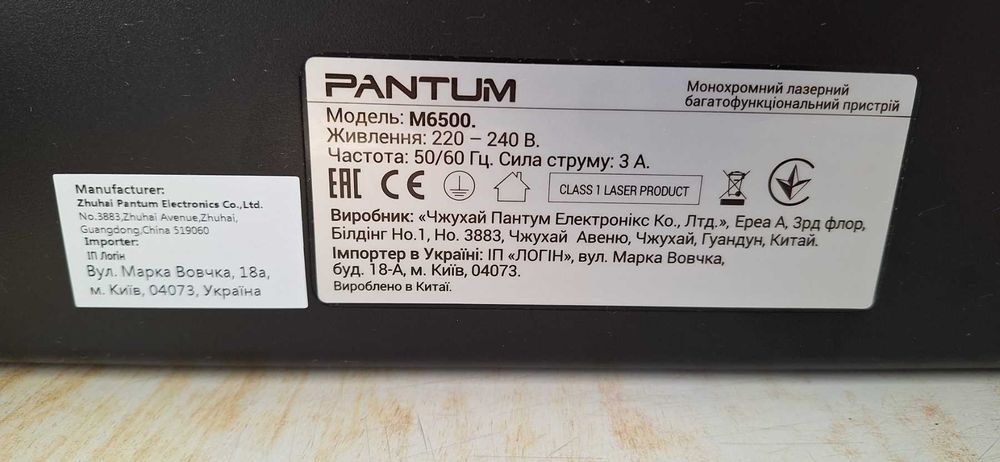 Manufacturer:
Zhuhai Pantum Electronics Co.,Ltd.
No.3883,Zhuhai Avenue,Zhuhai,
Guangdong,China 519060
Importer:
ІП Логін
Вул. Марка Вовчка, 18а,
м. Київ, 04073, Україна
PANTUM
Монохромний лазерний
багатофункціональний пристрій
Модель: M6500.
Живлення: 220 – 240 В.
Частота: 50/60 Гц. Сила струму: 3 А.
EAC CE CLASS 1 LASER PRODUCT
Виробник: «Чжухай Пантум Електронікс Ко., Лтд.», Ереа А, 3рд флор,
Білдінг Но.1, Но. 3883, Чжухай Авеню, Чжухай, Гуандун, Китай.
Імпортер в Україні: ІП «ЛОГІН», вул. Марка Вовчка,
буд. 18-А, м. Київ, 04073.
Вироблено в Китаї.